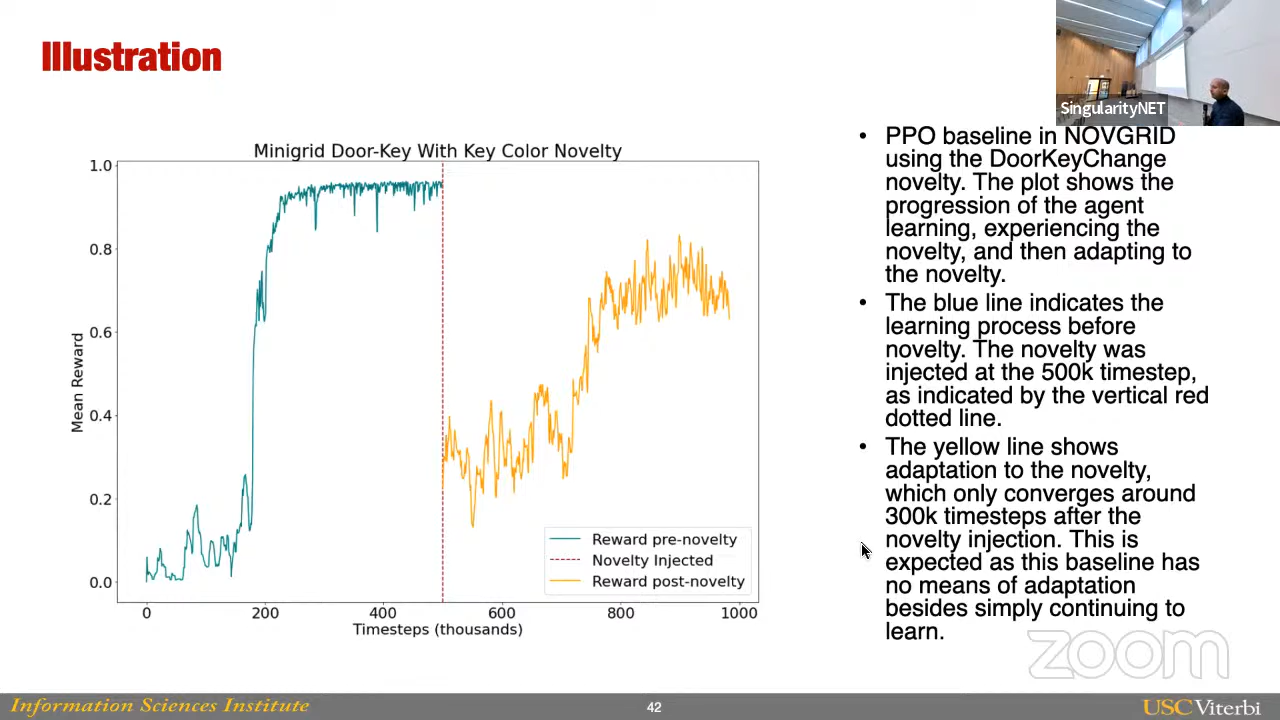 Illustration
SingularityNET
Minigrid Door-Key With Key Color Novelty
1.0
0.8
0.6
0.4
0.2
0.0
Mean Reward
0
200
400
600
800
1000
Timesteps (thousands)
Reward pre-novelty
Novelty Injected
Reward post-novelty
• PPO baseline in NOVGRID
using the DoorKeyChange
novelty. The plot shows the
progression of the agent
learning, experiencing the
novelty, and then adapting to
the novelty.
• The blue line indicates the
learning process before
novelty. The novelty was
injected at the 500k timestep,
as indicated by the vertical red
dotted line.
• The yellow line shows
adaptation to the novelty,
which only converges around
300k timesteps after the
novelty injection. This is
expected as this baseline has
no means of adaptation
besides simply continuing to
learn.
zoom
Information Sciences Institute
42
USC Viterbi